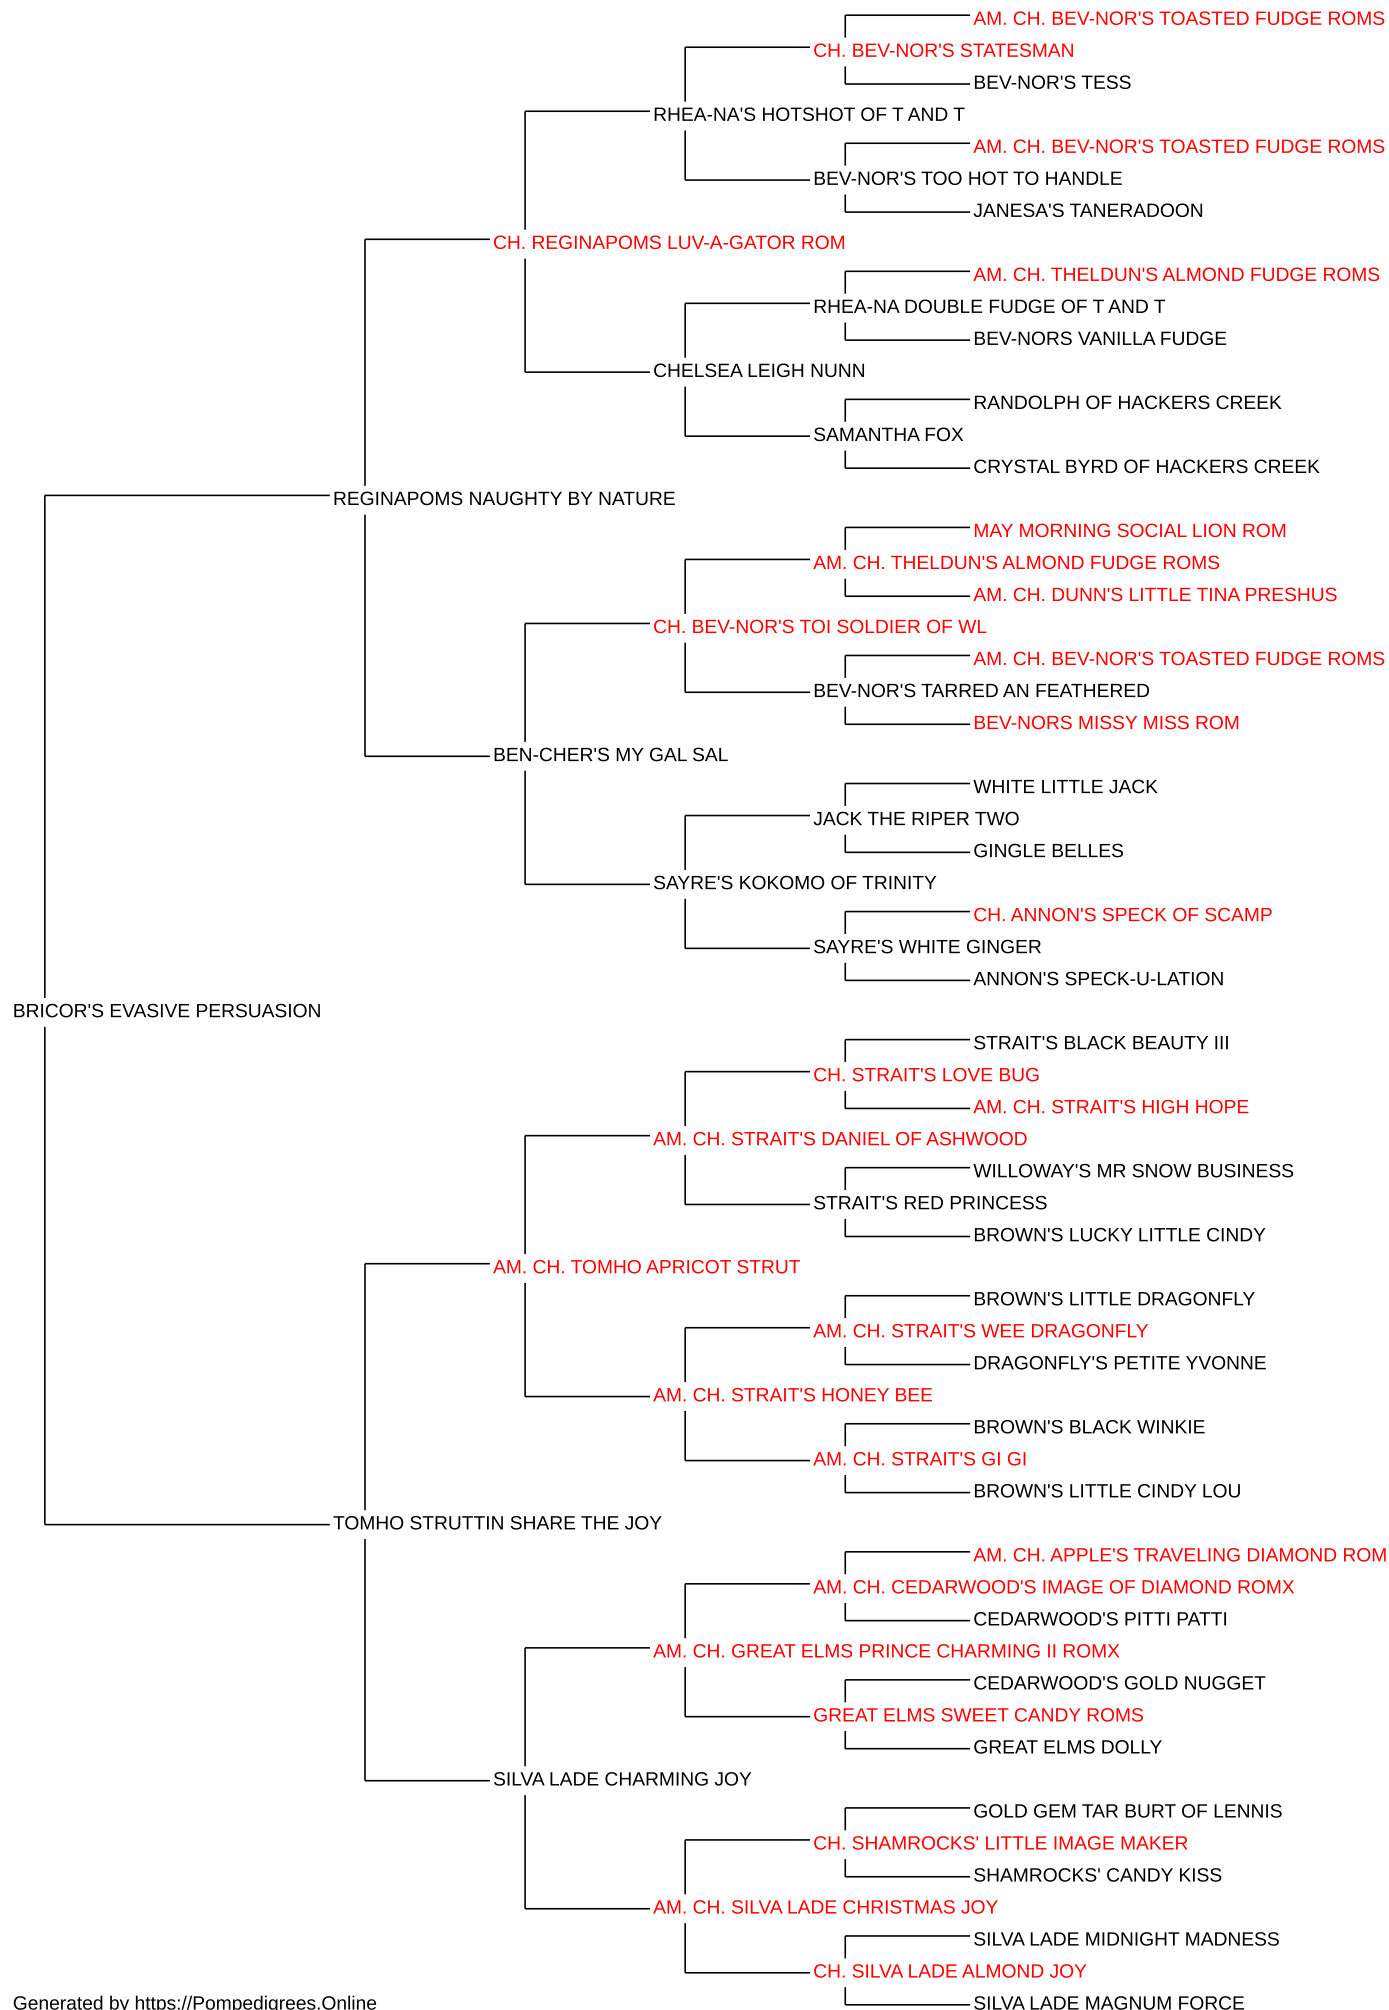 AM. CH. BEV-NOR'S TOASTED FUDGE ROMS
CH. BEV-NOR'S STATESMAN
BEV-NOR'S TESS
RHEA-NA'S HOTSHOT OF T AND T
AM. CH. BEV-NOR'S TOASTED FUDGE ROMS
BEV-NOR'S TOO HOT TO HANDLE
JANESA'S TANERADOON
CH. REGINAPOMS LUV-A-GATOR ROM
AM. CH. THELDUN'S ALMOND FUDGE ROMS
RHEA-NA DOUBLE FUDGE OF T AND T
BEV-NORS VANILLA FUDGE
CHELSEA LEIGH NUNN
RANDOLPH OF HACKERS CREEK
SAMANTHA FOX
CRYSTAL BYRD OF HACKERS CREEK
REGINAPOMS NAUGHTY BY NATURE
MAY MORNING SOCIAL LION ROM
AM. CH. THELDUN'S ALMOND FUDGE ROMS
AM. CH. DUNN'S LITTLE TINA PRESHUS
CH. BEV-NOR'S TOI SOLDIER OF WL
AM. CH. BEV-NOR'S TOASTED FUDGE ROMS
BEV-NOR'S TARRED AN FEATHERED
BEV-NORS MISSY MISS ROM
BEN-CHER'S MY GAL SAL
WHITE LITTLE JACK
JACK THE RIPER TWO
GINGLE BELLES
SAYRE'S KOKOMO OF TRINITY
CH. ANNON'S SPECK OF SCAMP
SAYRE'S WHITE GINGER
ANNON'S SPECK-U-LATION
BRICOR'S EVASIVE PERSUASION
STRAIT'S BLACK BEAUTY III
CH. STRAIT'S LOVE BUG
AM. CH. STRAIT'S HIGH HOPE
AM. CH. STRAIT'S DANIEL OF ASHWOOD
WILLOWAY'S MR SNOW BUSINESS
STRAIT'S RED PRINCESS
BROWN'S LUCKY LITTLE CINDY
AM. CH. TOMHO APRICOT STRUT
BROWN'S LITTLE DRAGONFLY
AM. CH. STRAIT'S WEE DRAGONFLY
DRAGONFLY'S PETITE YVONNE
AM. CH. STRAIT'S HONEY BEE
BROWN'S BLACK WINKIE
AM. CH. STRAIT'S GI GI
BROWN'S LITTLE CINDY LOU
TOMHO STRUTTIN SHARE THE JOY
AM. CH. APPLE'S TRAVELING DIAMOND ROM
AM. CH. CEDARWOOD'S IMAGE OF DIAMOND ROMX
CEDARWOOD'S PITTI PATTI
AM. CH. GREAT ELMS PRINCE CHARMING II ROMX
CEDARWOOD'S GOLD NUGGET
GREAT ELMS SWEET CANDY ROMS
GREAT ELMS DOLLY
SILVA LADE CHARMING JOY
GOLD GEM TAR BURT OF LENNIS
CH. SHAMROCKS' LITTLE IMAGE MAKER
SHAMROCKS' CANDY KISS
AM. CH. SILVA LADE CHRISTMAS JOY
SILVA LADE MIDNIGHT MADNESS
CH. SILVA LADE ALMOND JOY
SILVA LADE MAGNUM FORCE
Generated by https://Pompedigrees.Online